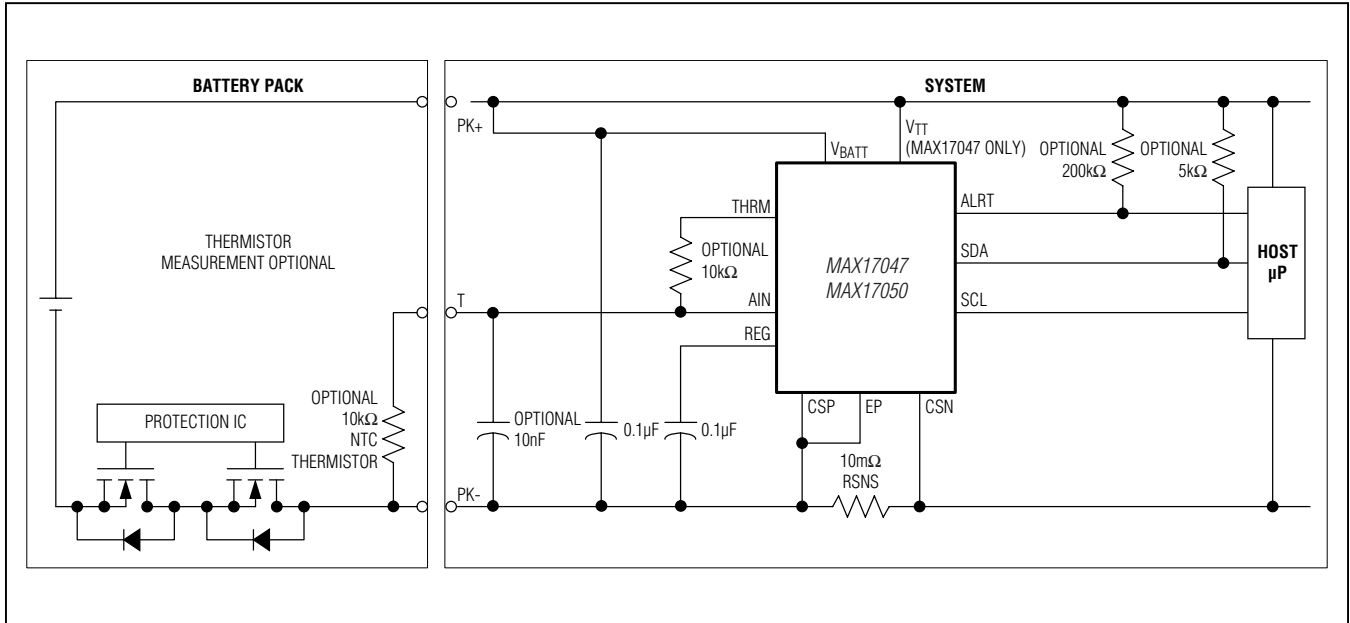 BATTERY PACK
SYSTEM
PK+
VTT
(MAX17047 ONLY)
VBATT
OPTIONAL
200kΩ
OPTIONAL
5kΩ
THERMISTOR
MEASUREMENT OPTIONAL
THRM
OPTIONAL
10kΩ
MAX17047
MAX17050
ALRT
SDA
SCL
HOST
µP
T
AIN
REG
CSP
EP
CSN
PROTECTION IC
OPTIONAL
10kΩ
NTC
THERMISTOR
OPTIONAL
10nF
0.1µF
0.1µF
10mΩ
RSNS
PK-